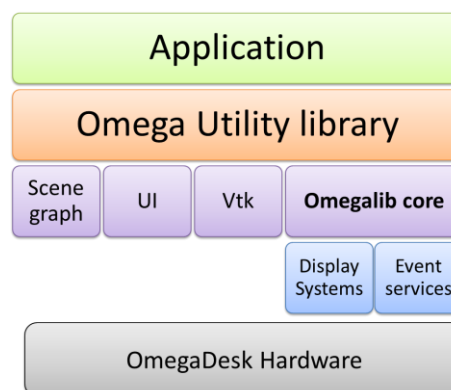 Application
Omega Utility library
Scene
graph
UI
Vtk
Omegalib core
Display
Systems
Event
services
OmegaDesk Hardware